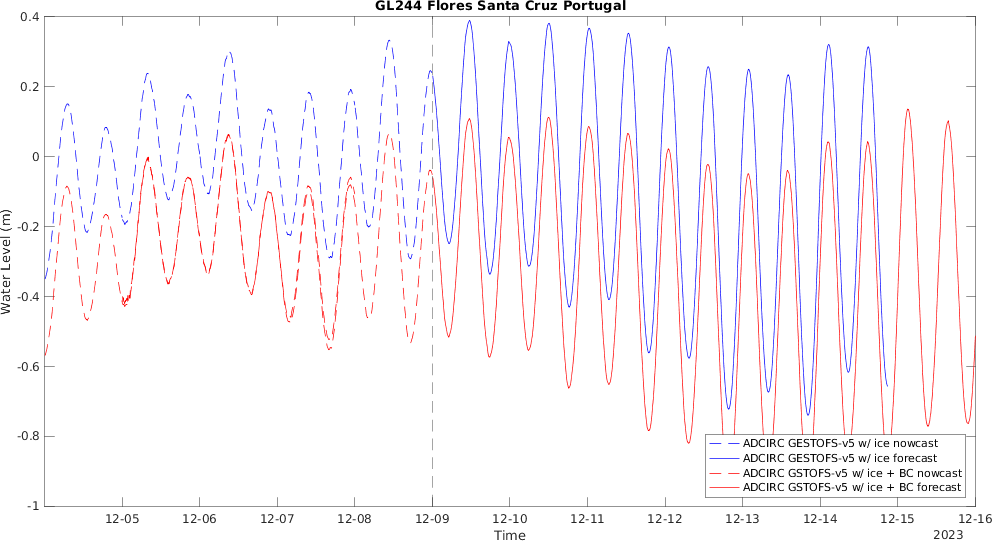 GL244 Flores Santa Cruz Portugal
0.4
0.2
0
-0.2
-0.4
-0.6
-0.8
-1
Water Level (m)
ADCIRC GESTOFS-v5 w/ ice nowcast
ADCIRC GESTOFS-v5 w/ ice forecast
ADCIRC GSTOFS-v5 w/ ice + BC nowcast
ADCIRC GSTOFS-v5 w/ ice + BC forecast
12-05 12-06 12-07 12-08 12-09 12-10 12-11 12-12 12-13 12-14 12-15 12-16
Time
2023